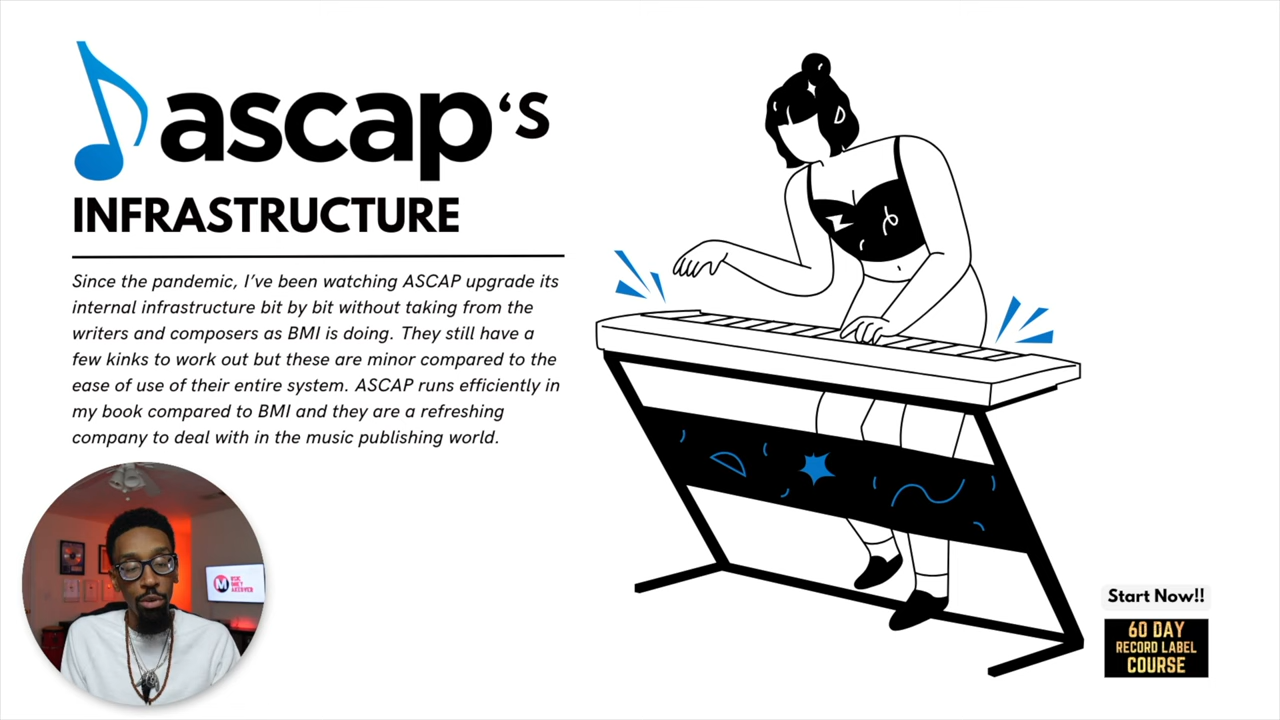 ascap's
INFRASTRUCTURE
Since the pandemic, I've been watching ASCAP upgrade its
internal infrastructure bit by bit without taking from the
writers and composers as BMI is doing. They still have a
few kinks to work out but these are minor compared to the
ease of use of their entire system. ASCAP runs efficiently in
my book compared to BMI and they are a refreshing
company to deal with in the music publishing world.
M
Start Now!!
60 DAY
RECORD LABEL
COURSE